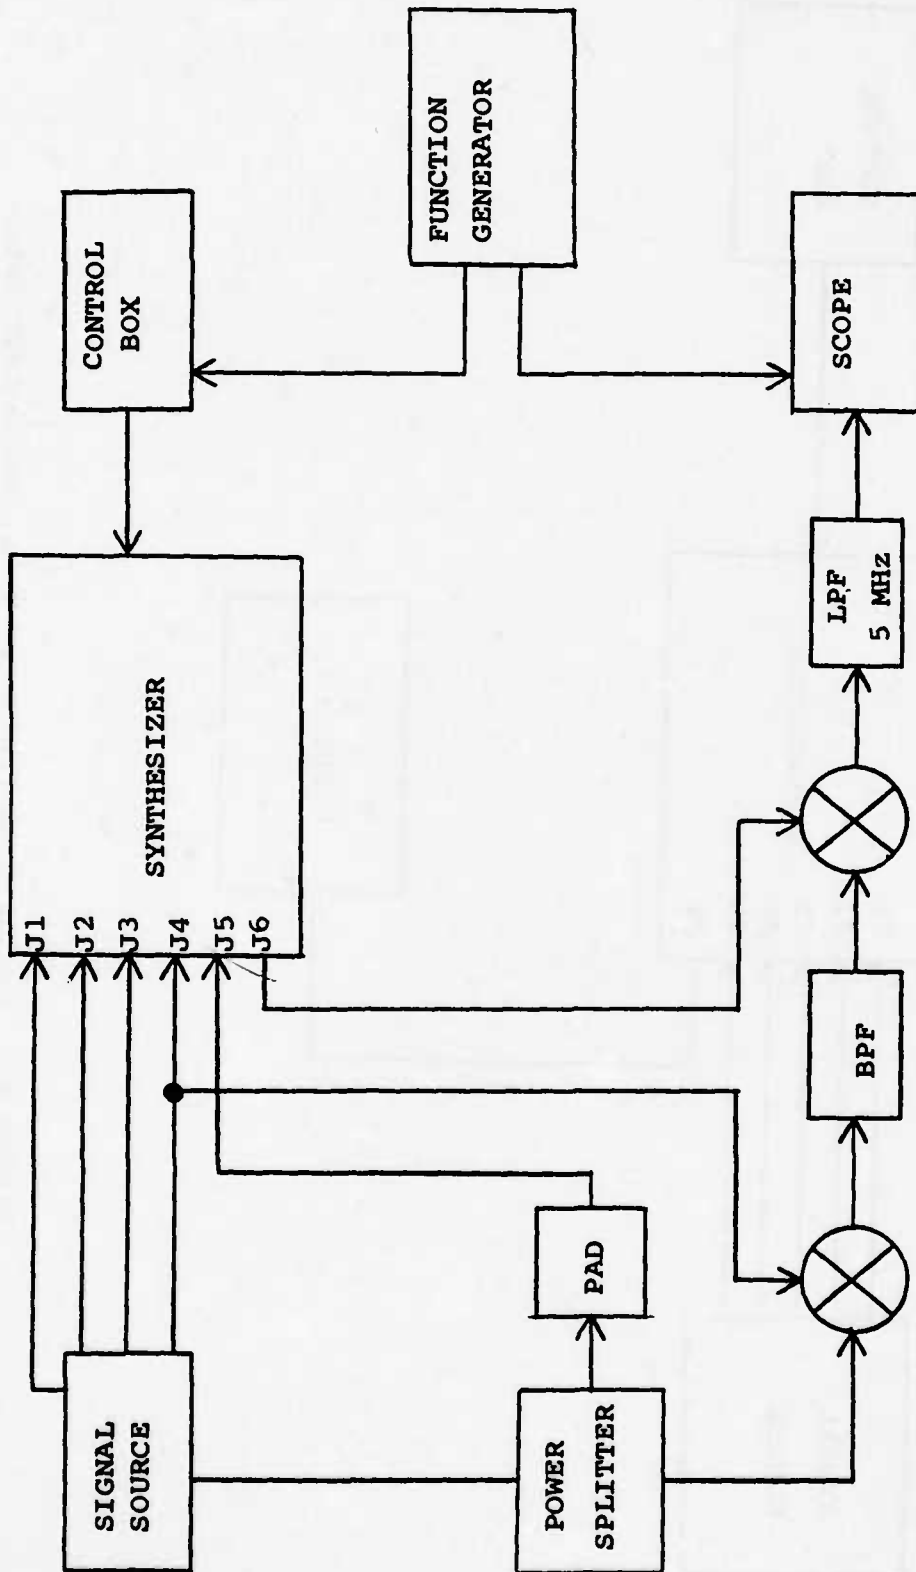 SIGNAL
SOURCE
J1
J2
J3
J4
J5
J6
SYNTHESIZER
CONTROL
BOX
FUNCTION
GENERATOR
POWER
SPLITTER
PAD
BPF
LPF
5 MHz
SCOPE